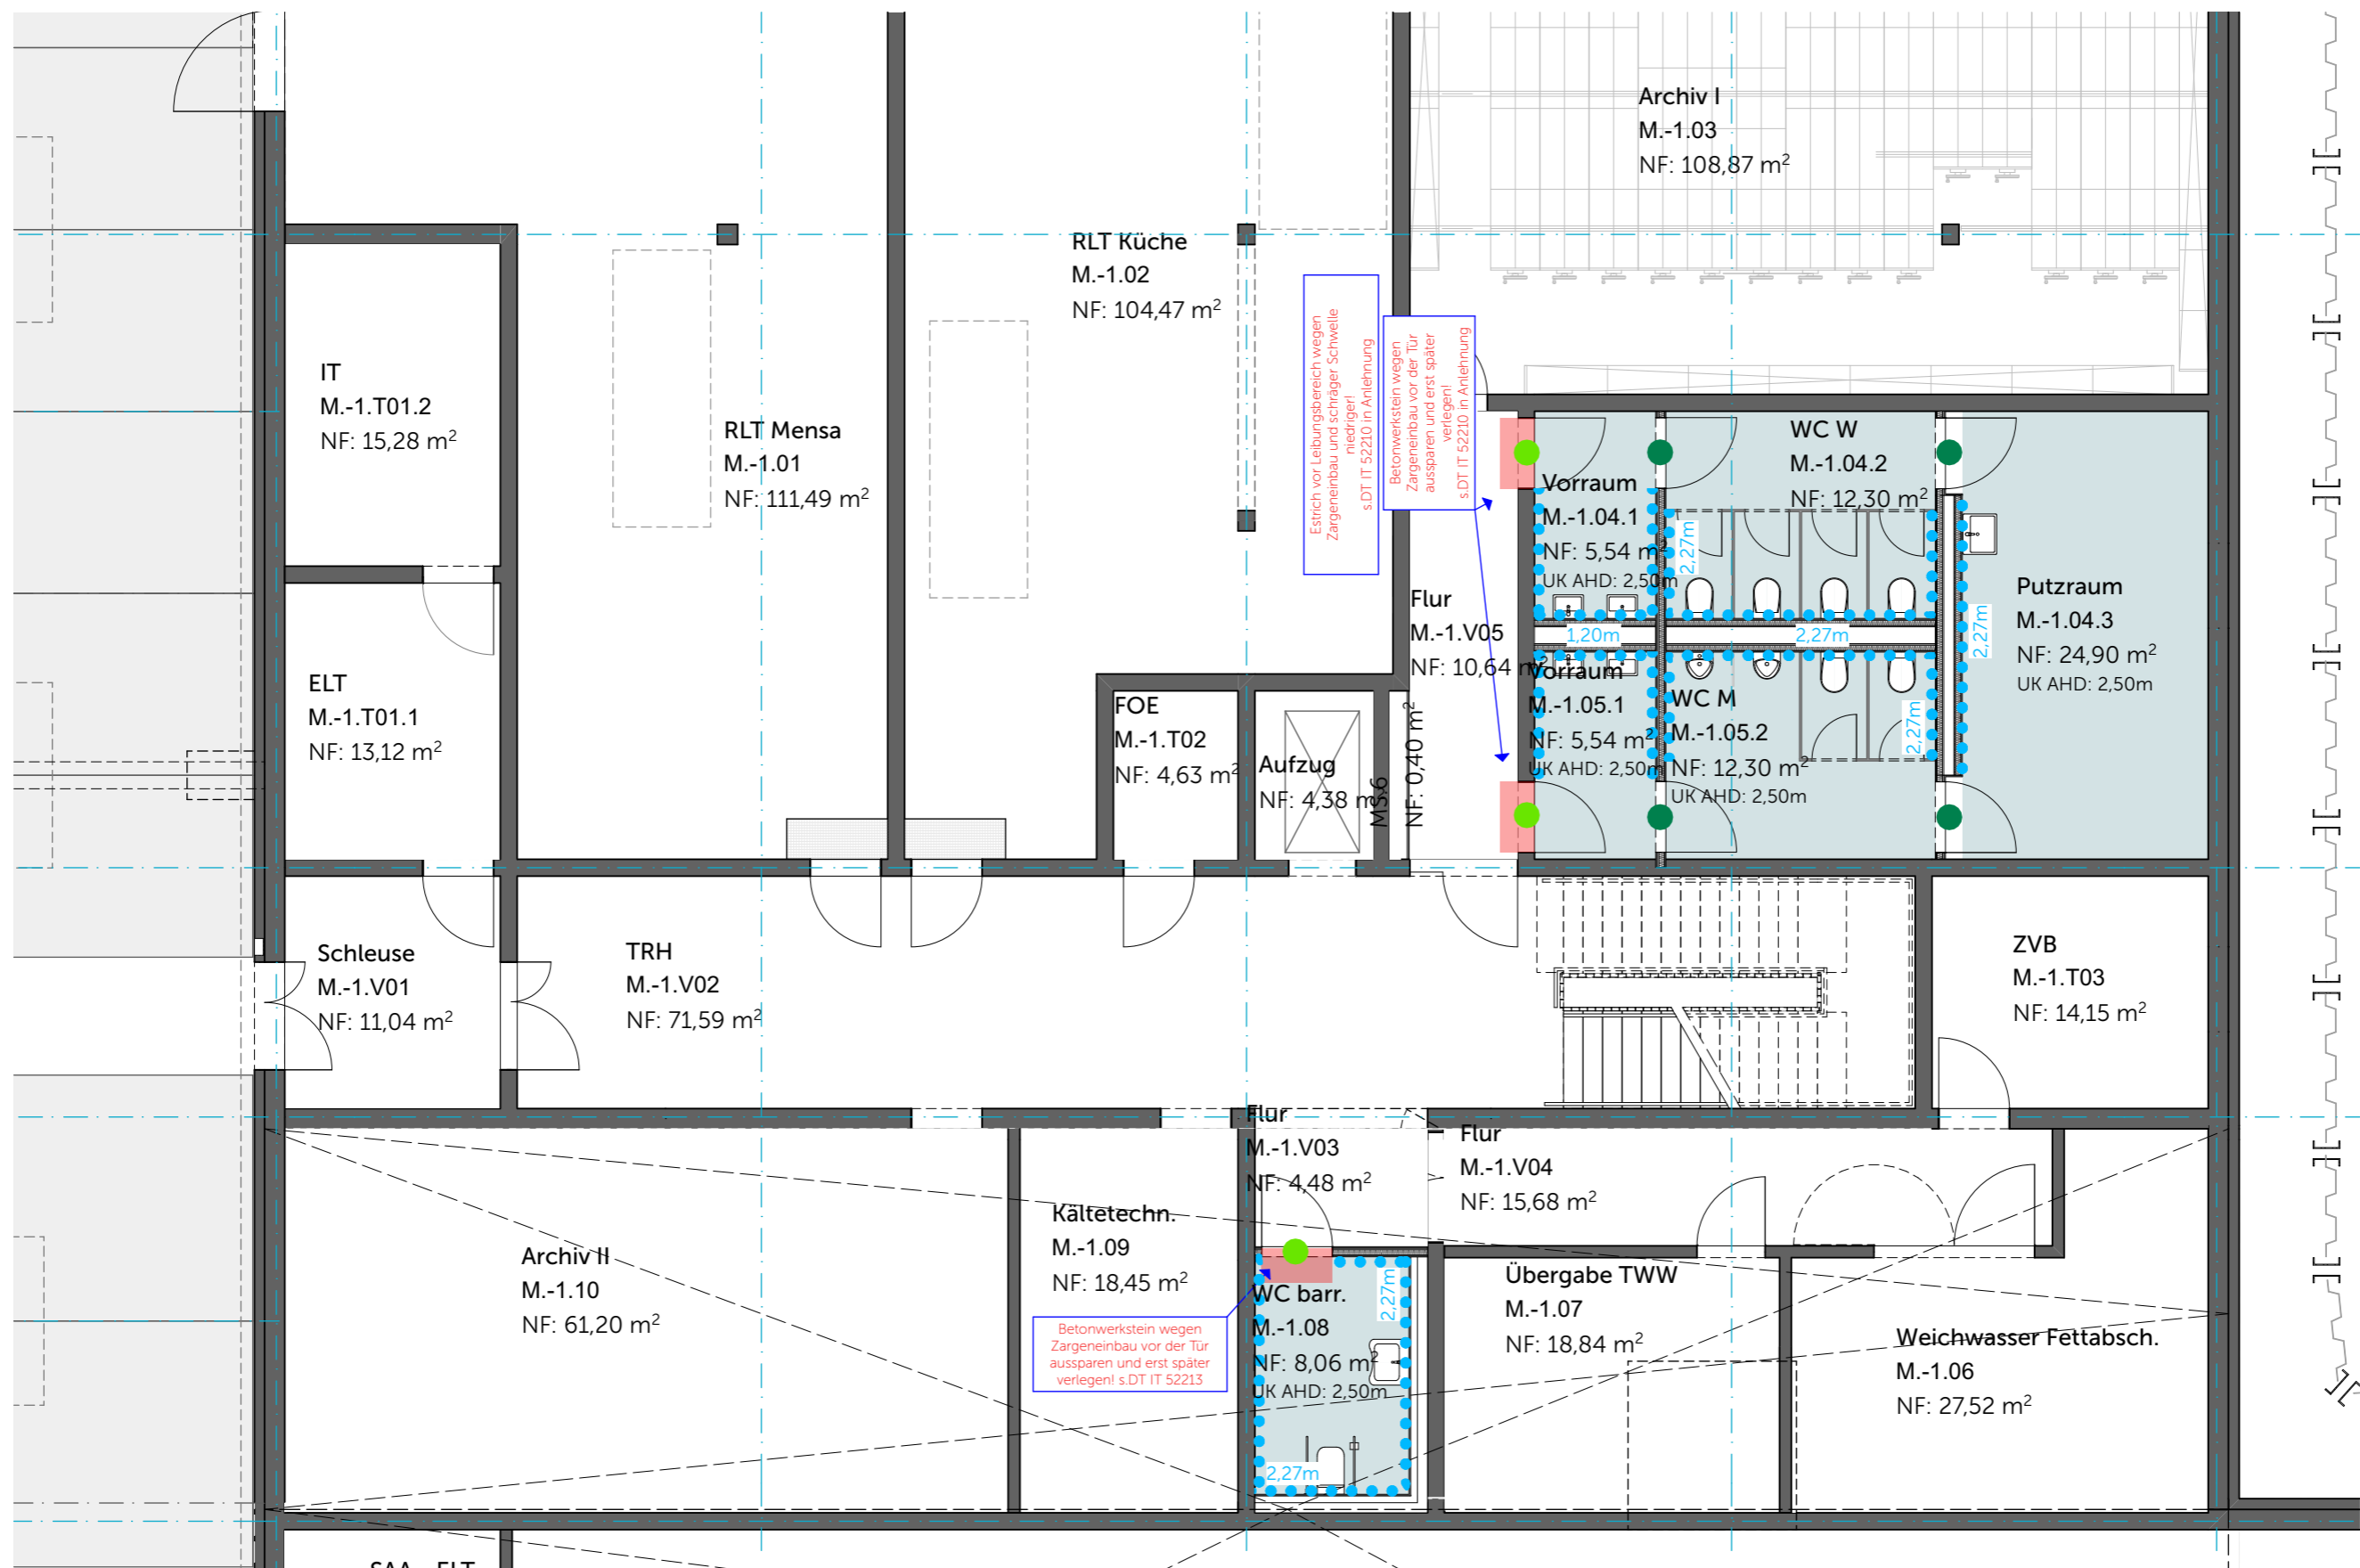 Archiv I
M.-1.03
NF: 108,87 m²
RLT Küche
M.-1.02
NF: 104,47 m²
Estrich vor Leibungsbereich wegen
Zargeneinbau und schräger Schwelle
niedriger!
s.DT IT 52210 in Anlehnung
Betonwerkstein wegen
Zargeneinbau vor der Tür
aussparen und erst später
verlegen!
s.DT IT 52210 in Anlehnung
IT
M.-1.T01.2
NF: 15,28 m²
RLT Mensa
M.-1.01
NF: 111,49 m²
WC W
M.-1.04.2
NF: 12,30 m²
Vorraum
M.-1.04.1
NF: 5,54 m²
UK AHD: 2,50m
2,27m
Flur
M.-1.V05
NF: 10,64 m²
1,20m
2,27m
2,27m
Putzraum
M.-1.04.3
NF: 24,90 m²
UK AHD: 2,50m
Vorraum
M.-1.05.1
NF: 5,54 m²
UK AHD: 2,50m
WC M
M.-1.05.2
NF: 12,30 m²
UK AHD: 2,50m
2,27m
ELT
M.-1.T01.1
NF: 13,12 m²
FOE
M.-1.T02
NF: 4,63 m²
Aufzug
NF: 4,38 m²
NF: 0,40 m²
Schleuse
M.-1.V01
NF: 11,04 m²
TRH
M.-1.V02
NF: 71,59 m²
ZVB
M.-1.T03
NF: 14,15 m²
Flur
M.-1.V03
NF: 4,48 m²
Flur
M.-1.V04
NF: 15,68 m²
Kältetechn.
M.-1.09
NF: 18,45 m²
Archiv II
M.-1.10
NF: 61,20 m²
Betonwerkstein wegen
Zargeneinbau vor der Tür
aussparen und erst später
verlegen! s.DT IT 52213
WC barr.
M.-1.08
NF: 8,06 m²
UK AHD: 2,50m
2,27m
2,27m
Übergabe TWW
M.-1.07
NF: 18,84 m²
Weichwasser Fettabsch.
M.-1.06
NF: 27,52 m²